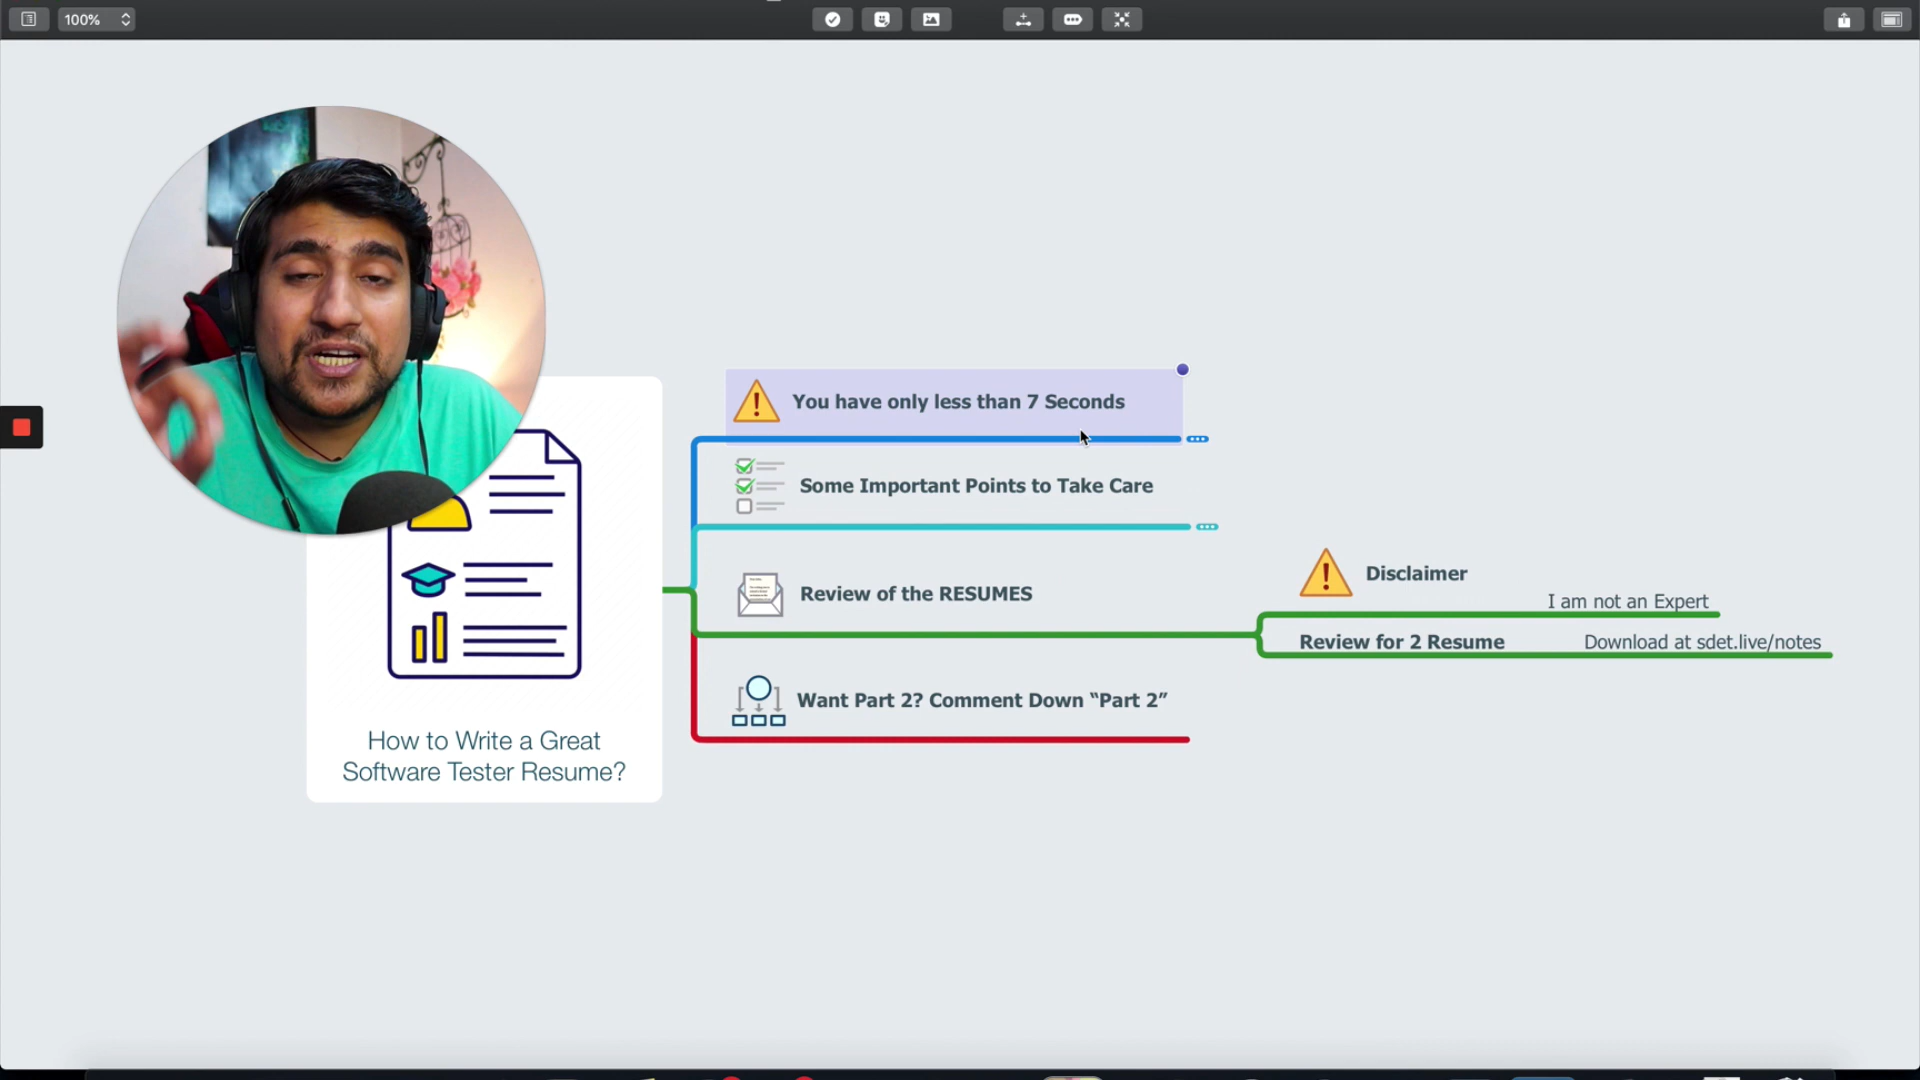 100%
You have only less than 7 Seconds
Some Important Points to Take Care
Review of the RESUMES
Disclaimer
I am not an Expert
Review for 2 Resume
Download at sdet.live/notes
Want Part 2? Comment Down “Part 2”
How to Write a Great
Software Tester Resume?